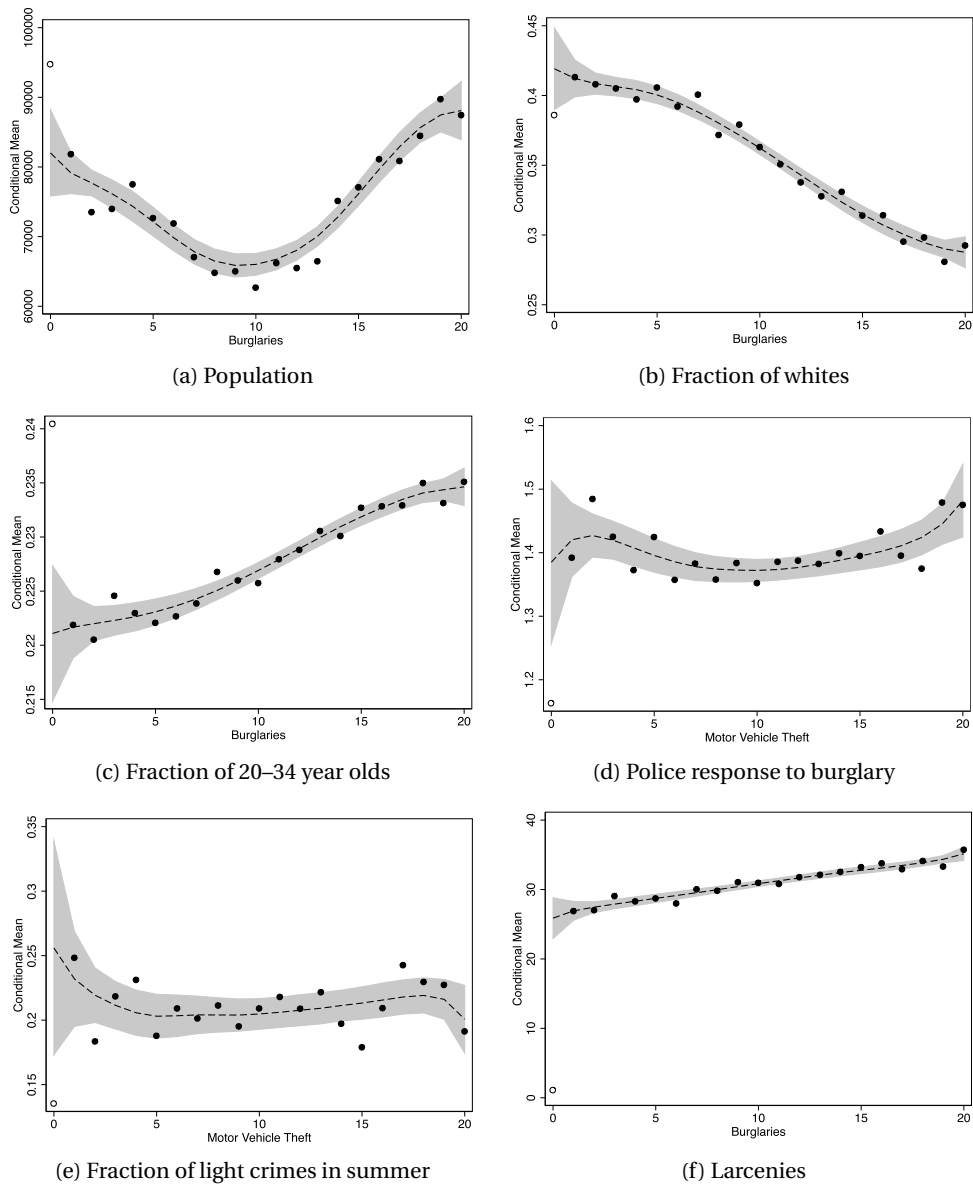 100000
90000
80000
70000
60000
Conditional Mean
0 5 10 15 20
Burglaries
(a) Population
0.45
0.4
0.35
0.3
0.25
Conditional Mean
0 5 10 15 20
Burglaries
(b) Fraction of whites
0.24
0.235
0.23
0.225
0.22
0.215
Conditional Mean
0 5 10 15 20
Burglaries
(c) Fraction of 20–34 year olds
1.6
1.5
1.4
1.3
1.2
Conditional Mean
0 5 10 15 20
Motor Vehicle Theft
(d) Police response to burglary
0.35
0.3
0.25
0.2
0.15
Conditional Mean
0 5 10 15 20
Motor Vehicle Theft
(e) Fraction of light crimes in summer
40
30
20
10
0
Conditional Mean
0 5 10 15 20
Burglaries
(f) Larcenies